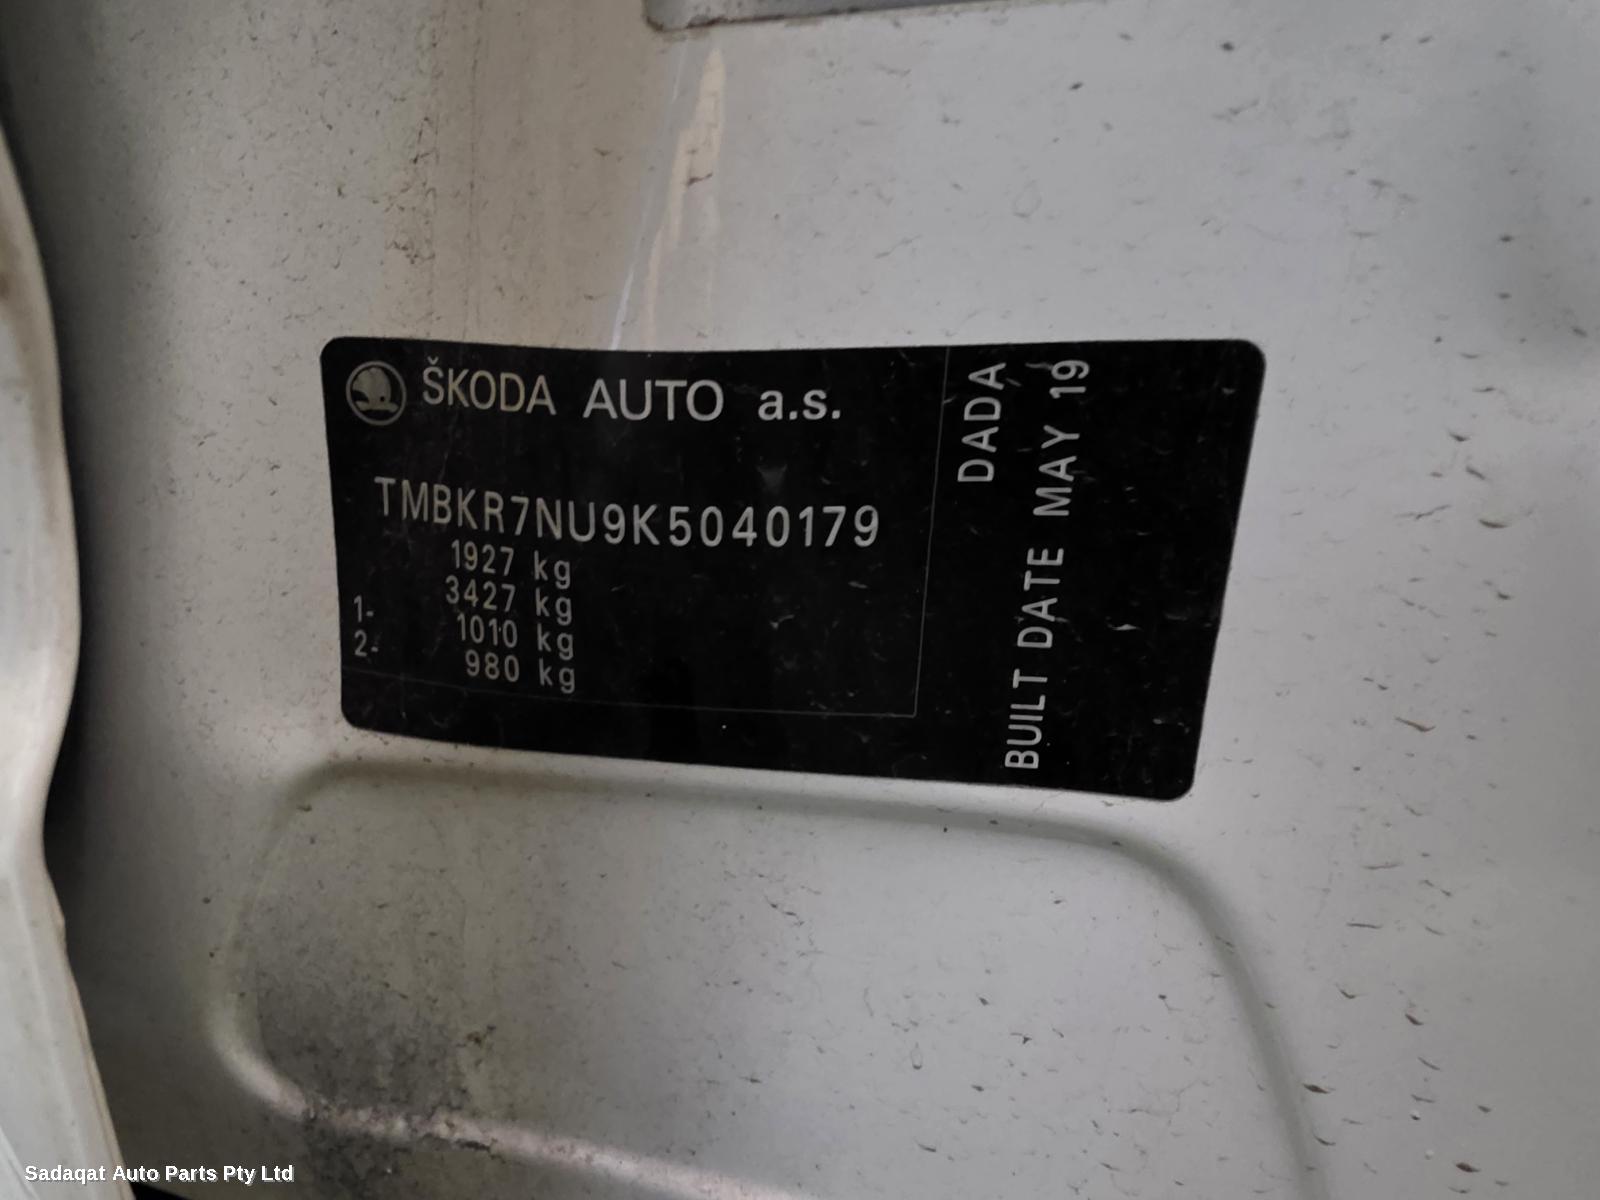 ŠKODA AUTO a.s.
TMBKR7NU9K5040179
1927 kg
3427 kg
1- 1010 kg
2- 980 kg
DADA
BUILT DATE MAY 19
Sadaqat Auto Parts Pty Ltd